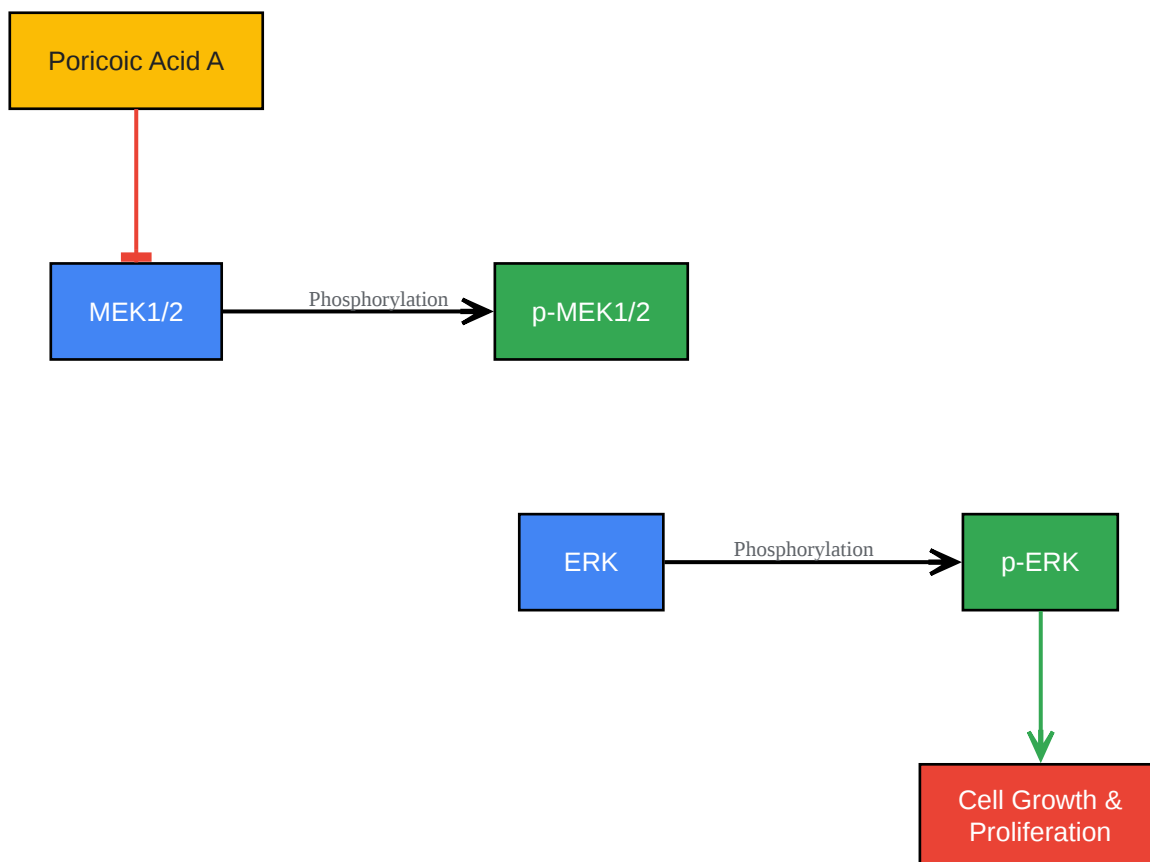 Poricoic Acid A
MEK1/2
Phosphorylation
p-MEK1/2
ERK
Phosphorylation
p-ERK
Cell Growth &
Proliferation